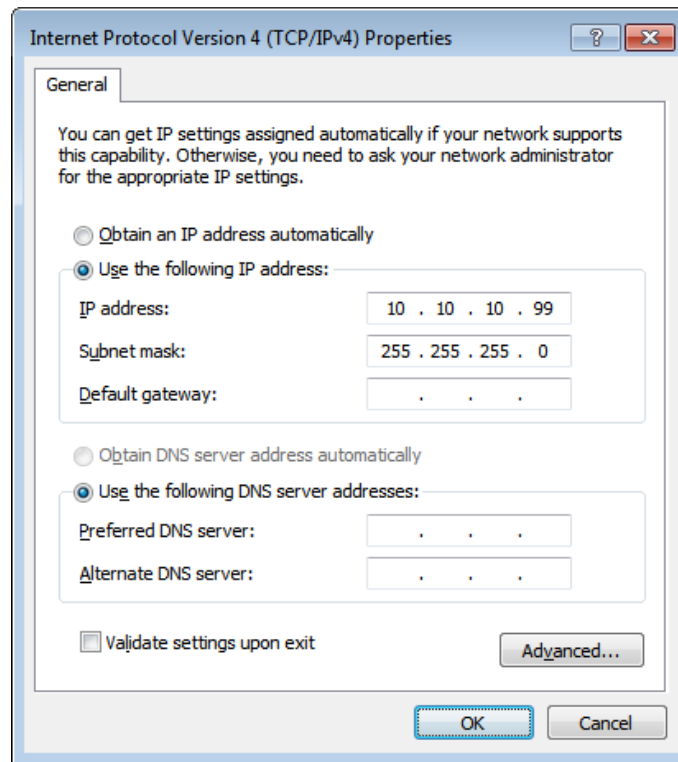 Internet Protocol Version 4 (TCP/IPv4) Properties
?
General
You can get IP settings assigned automatically if your network supports
this capability. Otherwise, you need to ask your network administrator
for the appropriate IP settings.
Obtain an IP address automatically
Use the following IP address:
IP address: 10 . 10 . 10 . 99
Subnet mask: 255 . 255 . 255 . 0
Default gateway: . . .
Obtain DNS server address automatically
Use the following DNS server addresses:
Preferred DNS server: . . .
Alternate DNS server: . . .
Validate settings upon exit
Advanced...
OK Cancel